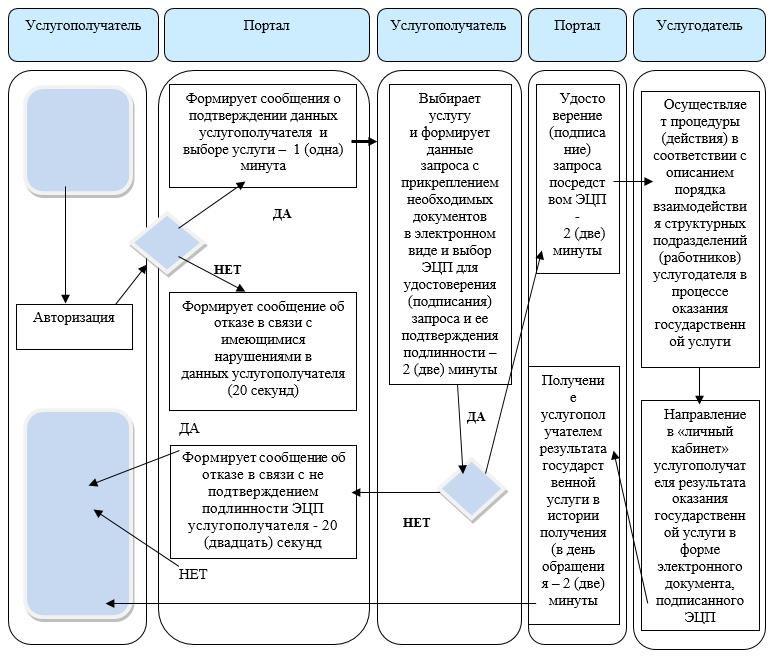 Услугополучатель
Портал
Услугополучатель
Портал
Услугодатель
Авторизация
Формирует сообщения о
подтверждении данных
услугополучателя и
выборе услуги – 1 (одна)
минута
ДА
НЕТ
Формирует сообщение об
отказе в связи с
имеющимися
нарушениями в
данных услугополучателя
(20 секунд)
ДА
Формирует сообщение об
отказе в связи с не
подтверждением
подлинности ЭЦП
услугополучателя - 20
(двадцать) секунд
НЕТ
Выбирает
услугу
и формирует
данные
запроса с
прикреплением
необходимых
документов
в электронном
виде и выбор
ЭЦП для
удостоверения
(подписания)
запроса и ее
подтверждения
подлинности –
2 (две) минуты
ДА
НЕТ
Удосто
верение
(подписа
ние)
запроса
посредст
вом ЭЦП
-
2 (две)
минуты
Получени
е
услугопол
учателем
результата
государст
венной
услуги в
истории
получения
(в день
обращени
я – 2 (две)
минуты
Осуществляе
т процедуры
(действия) в
соответствии с
описанием
порядка
взаимодействи
я структурных
подразделений
(работников)
услугодателя в
процессе
оказания
государственн
ой услуги
Направление
в «личный
кабинет»
услугополучат
еля результата
оказания
государственн
ой услуги в
форме
электронного
документа,
подписанного
ЭЦП